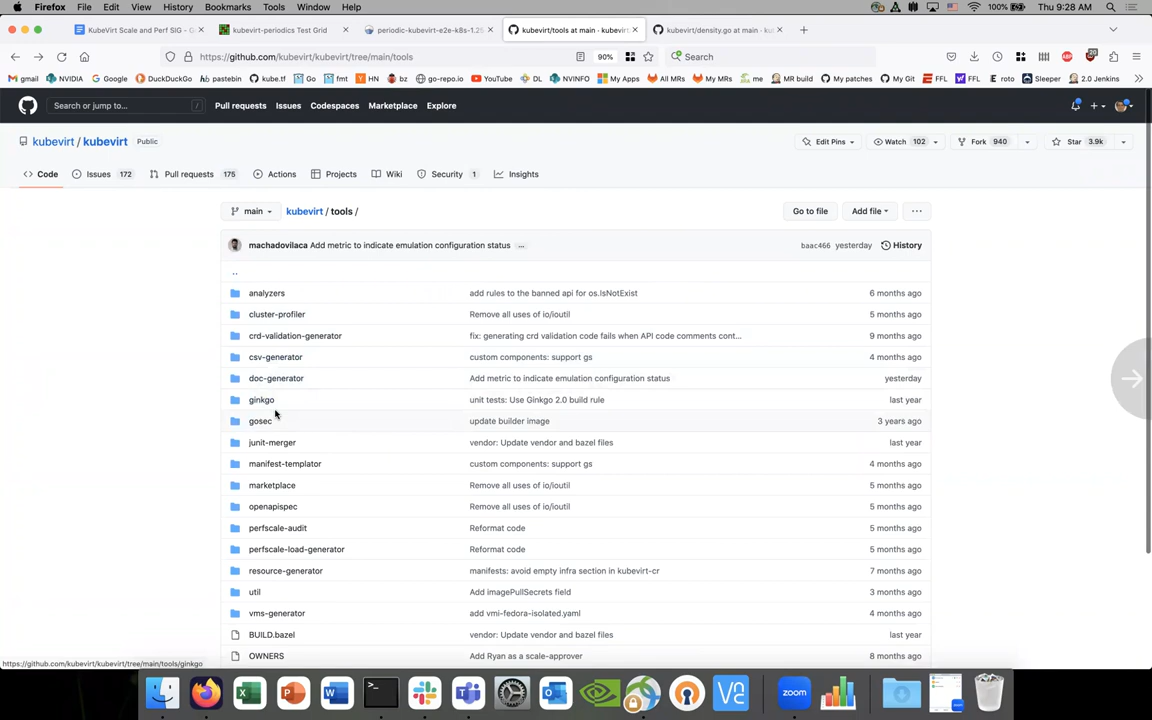 Firefox File Edit View History Bookmarks Tools Window Help 100% Thu 9:28 AM
KubeVirt Scale and Perf SIG - G kubevirt-periodics Test Grid periodic-kubevirt-e2e-k8s-1.25 kubevirt/tools at main · kubevirt kubevirt/density.go at main · kub
https://github.com/kubevirt/kubevirt/tree/main/tools 90% Search
gmail NVIDIA Google DuckDuckGo pastebin kube.tf Go fmt HN bz go-repo.io YouTube DL NVINFO My Apps All MRs My MRs me MR build My patches My Git FFL FFL roto Sleeper 2.0 Jenkins
Search or jump to... / Pull requests Issues Codespaces Marketplace Explore
kubevirt / kubevirt Public Edit Pins Watch 102 Fork 940 Star 3.9k
Code Issues 172 Pull requests 175 Actions Projects Wiki Security 1 Insights
main kubevirt / tools / Go to file Add file ...
machadovilaca Add metric to indicate emulation configuration status ... baac466 yesterday History
..
analyzers add rules to the banned api for os.IsNotExist 6 months ago
cluster-profiler Remove all uses of io/ioutil 5 months ago
crd-validation-generator fix: generating crd validation code fails when API code comments cont... 9 months ago
csv-generator custom components: support gs 4 months ago
doc-generator Add metric to indicate emulation configuration status yesterday
ginkgo unit tests: Use Ginkgo 2.0 build rule last year
gosec update builder image 3 years ago
junit-merger vendor: Update vendor and bazel files last year
manifest-templator custom components: support gs 4 months ago
marketplace Remove all uses of io/ioutil 5 months ago
openapispec Remove all uses of io/ioutil 5 months ago
perfscale-audit Reformat code 5 months ago
perfscale-load-generator Reformat code 5 months ago
resource-generator manifests: avoid empty infra section in kubevirt-cr 7 months ago
util Add imagePullSecrets field 3 months ago
vms-generator add vmi-fedora-isolated.yaml 4 months ago
BUILD.bazel vendor: Update vendor and bazel files last year
OWNERS Add Ryan as a scale-approver 8 months ago
https://github.com/kubevirt/kubevirt/tree/main/tools/ginkgo
zoom